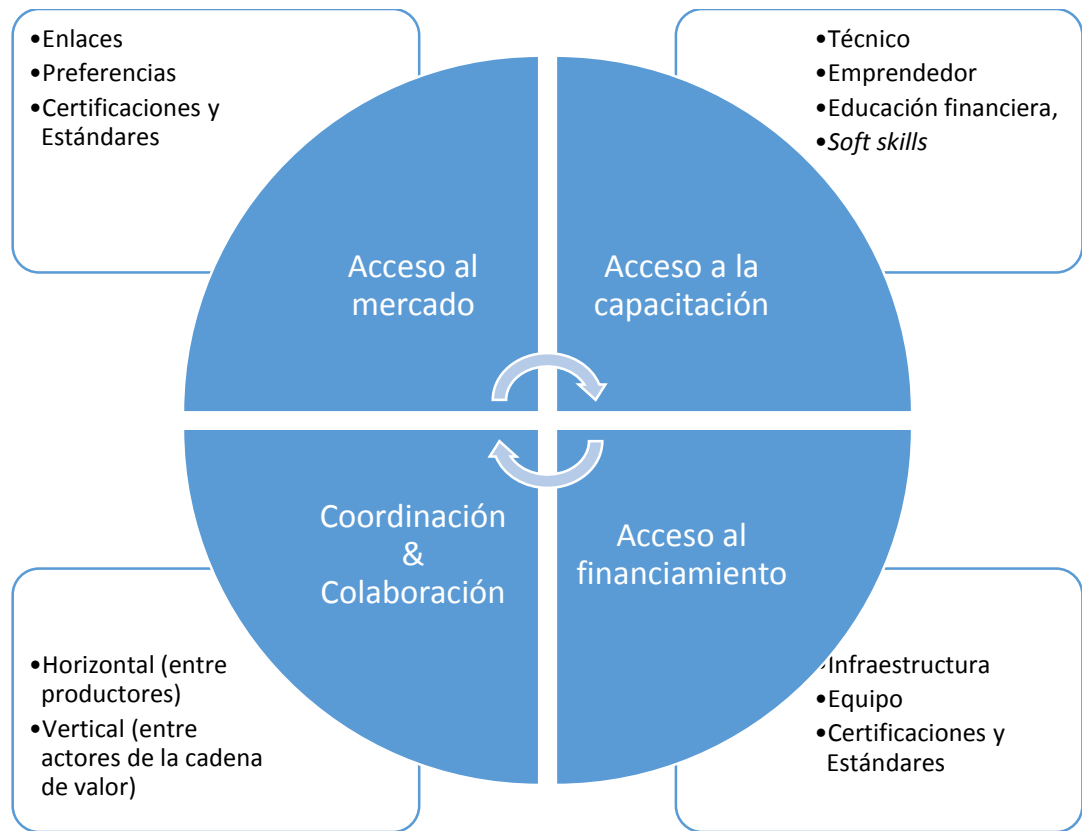 •Enlaces
•Preferencias
•Certificaciones y
Estándares
•Técnico
•Emprendedor
•Educación financiera,
•Soft skills
Acceso al
mercado
Acceso a la
capacitación
Coordinación
&
Colaboración
Acceso al
financiamiento
•Horizontal (entre
productores)
•Vertical (entre
actores de la cadena
de valor)
•Infraestructura
•Equipo
•Certificaciones y
Estándares